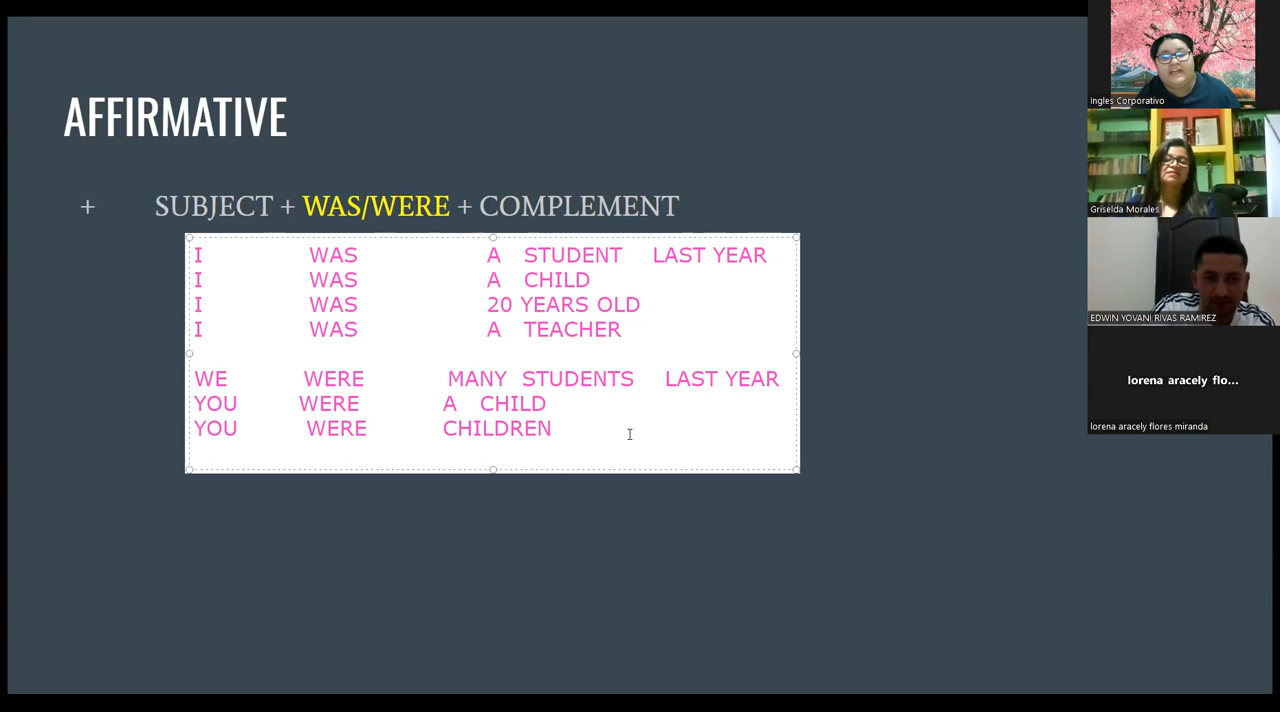 AFFIRMATIVE
+ SUBJECT + WAS/WERE + COMPLEMENT
I WAS A STUDENT LAST YEAR
I WAS A CHILD
I WAS 20 YEARS OLD
I WAS A TEACHER
WE WERE MANY STUDENTS LAST YEAR
YOU WERE A CHILD
YOU WERE CHILDREN
Ingles Corporativo
Griselda Morales
EDWIN YOVANI RIVAS RAMIREZ
lorena aracely flo...
lorena aracely flores miranda